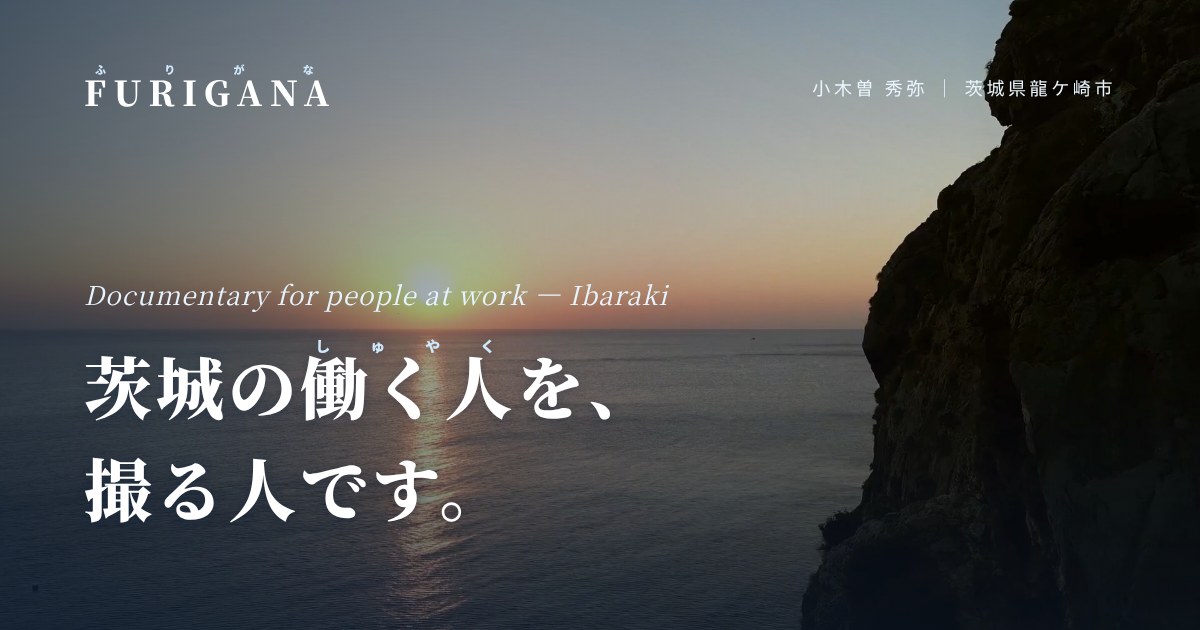 ふりがな
FURIGANA
小木曽 秀弥 | 茨城県龍ケ崎市
Documentary for people at work — Ibaraki
しゅやく
茨城の働く人を、
撮る人です。